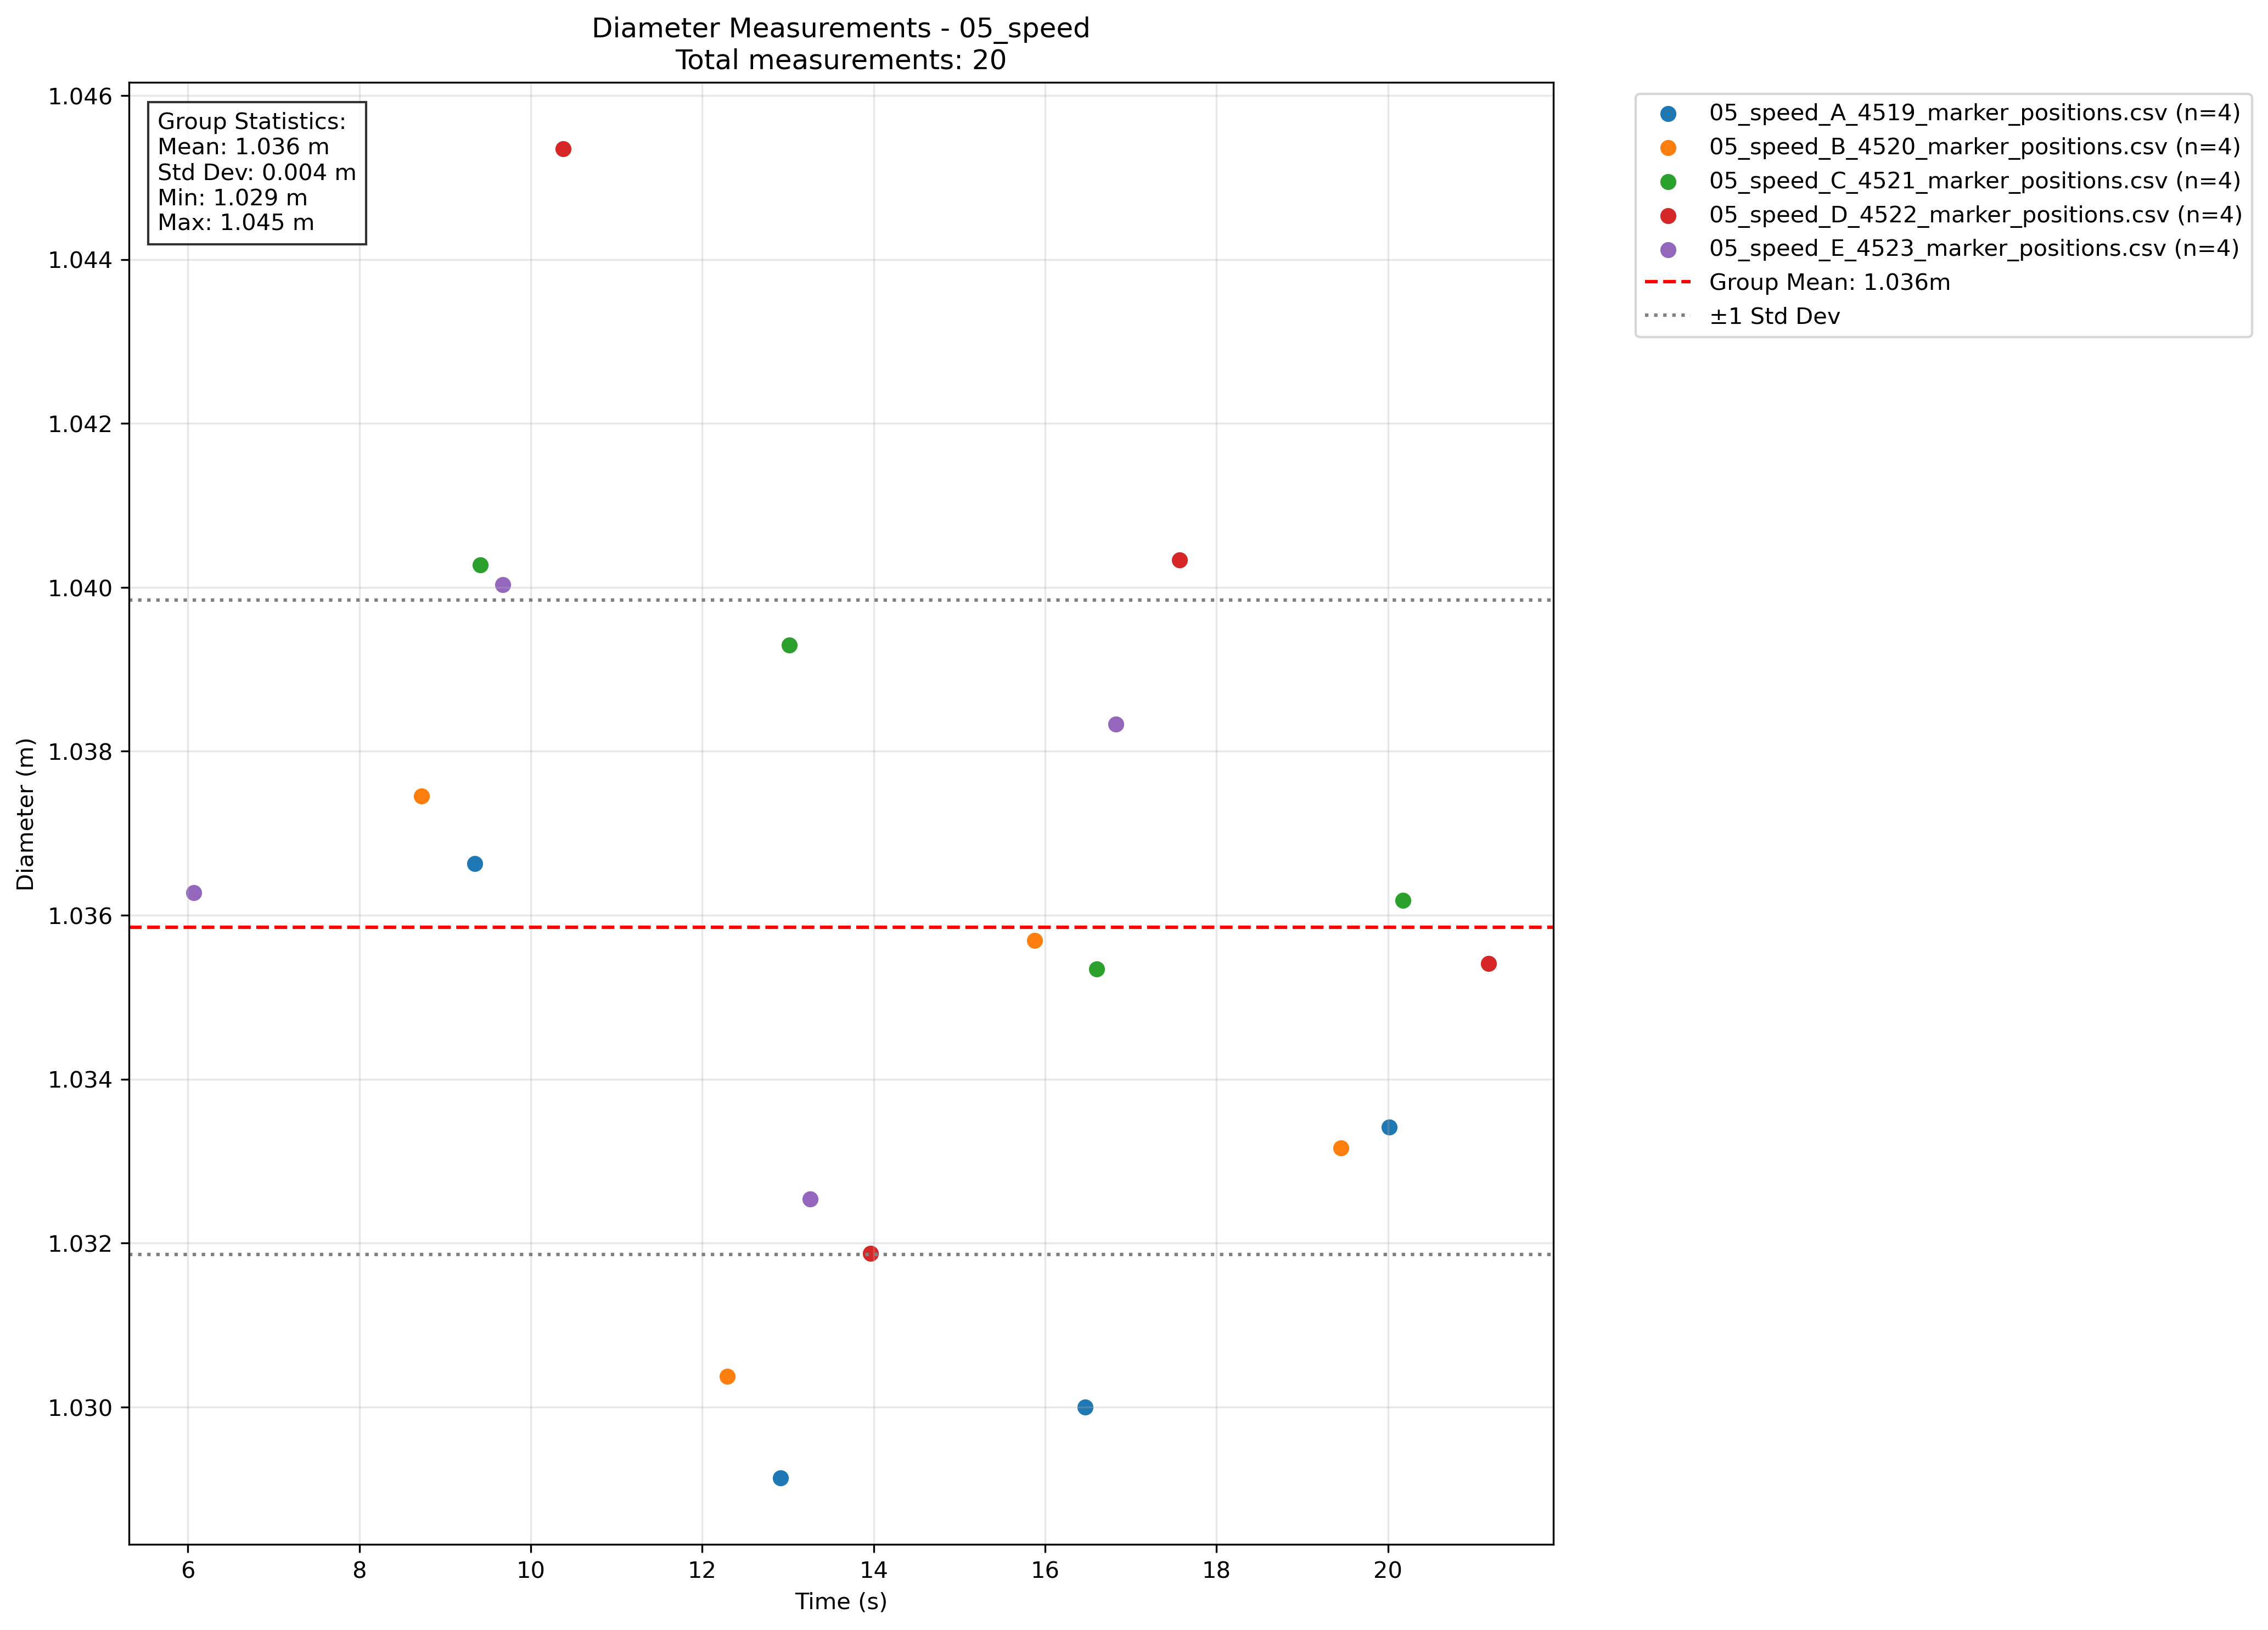 Diameter Measurements - 05_speed
Total measurements: 20
Group Statistics:
Mean: 1.036 m
Std Dev: 0.004 m
Min: 1.029 m
Max: 1.045 m
05_speed_A_4519_marker_positions.csv (n=4)
05_speed_B_4520_marker_positions.csv (n=4)
05_speed_C_4521_marker_positions.csv (n=4)
05_speed_D_4522_marker_positions.csv (n=4)
05_speed_E_4523_marker_positions.csv (n=4)
Group Mean: 1.036m
±1 Std Dev
Diameter (m)
1.046
1.044
1.042
1.040
1.038
1.036
1.034
1.032
1.030
6 8 10 12 14 16 18 20
Time (s)